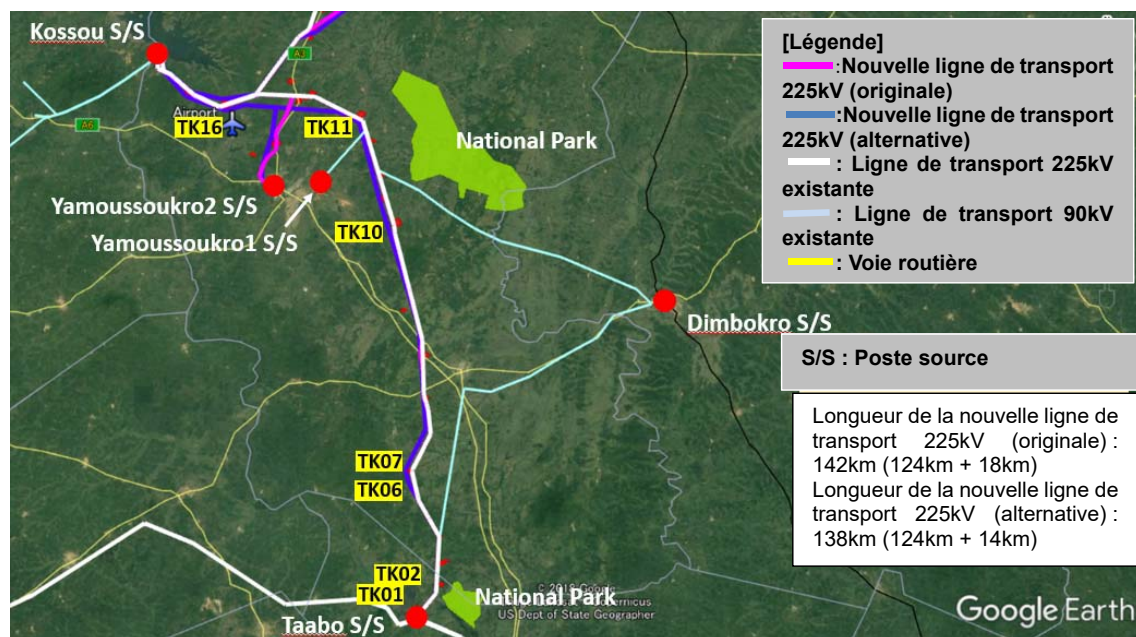 Kossou S/S
A3
Airport
A6
TK16
TK11
National Park
Yamoussoukro2 S/S
Yamoussoukro1 S/S
TK10
Dimbokro S/S
TK07
TK06
TK02
TK01
National Park
Taabo S/S
© 2018 Google
US Dept of State Geographer
Google Earth
[Légende]
:Nouvelle ligne de transport
225kV (originale)
:Nouvelle ligne de transport
225kV (alternative)
: Ligne de transport 225kV
existante
: Ligne de transport 90kV
existante
: Voie routière
S/S : Poste source
Longueur de la nouvelle ligne de
transport 225kV (originale) :
142km (124km + 18km)
Longueur de la nouvelle ligne de
transport 225kV (alternative) :
138km (124km + 14km)